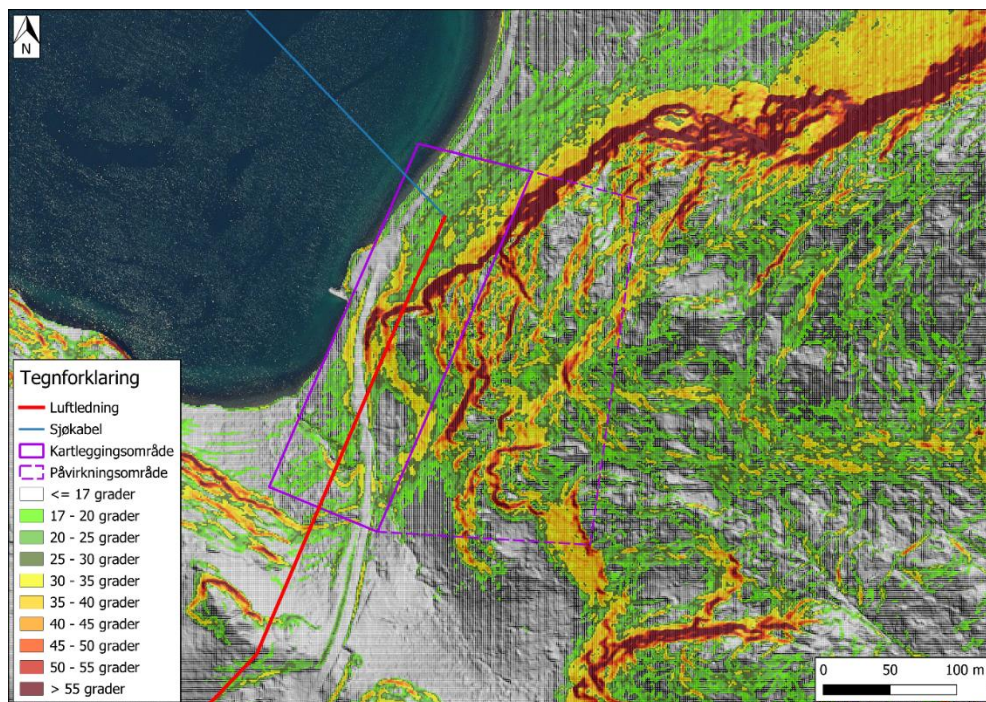 N
Tegnforklaring
Luftledning
Sjøkabel
Kartleggingsområde
Påvirkningsområde
<= 17 grader
17 - 20 grader
20 - 25 grader
25 - 30 grader
30 - 35 grader
35 - 40 grader
40 - 45 grader
45 - 50 grader
50 - 55 grader
> 55 grader
0 50 100 m